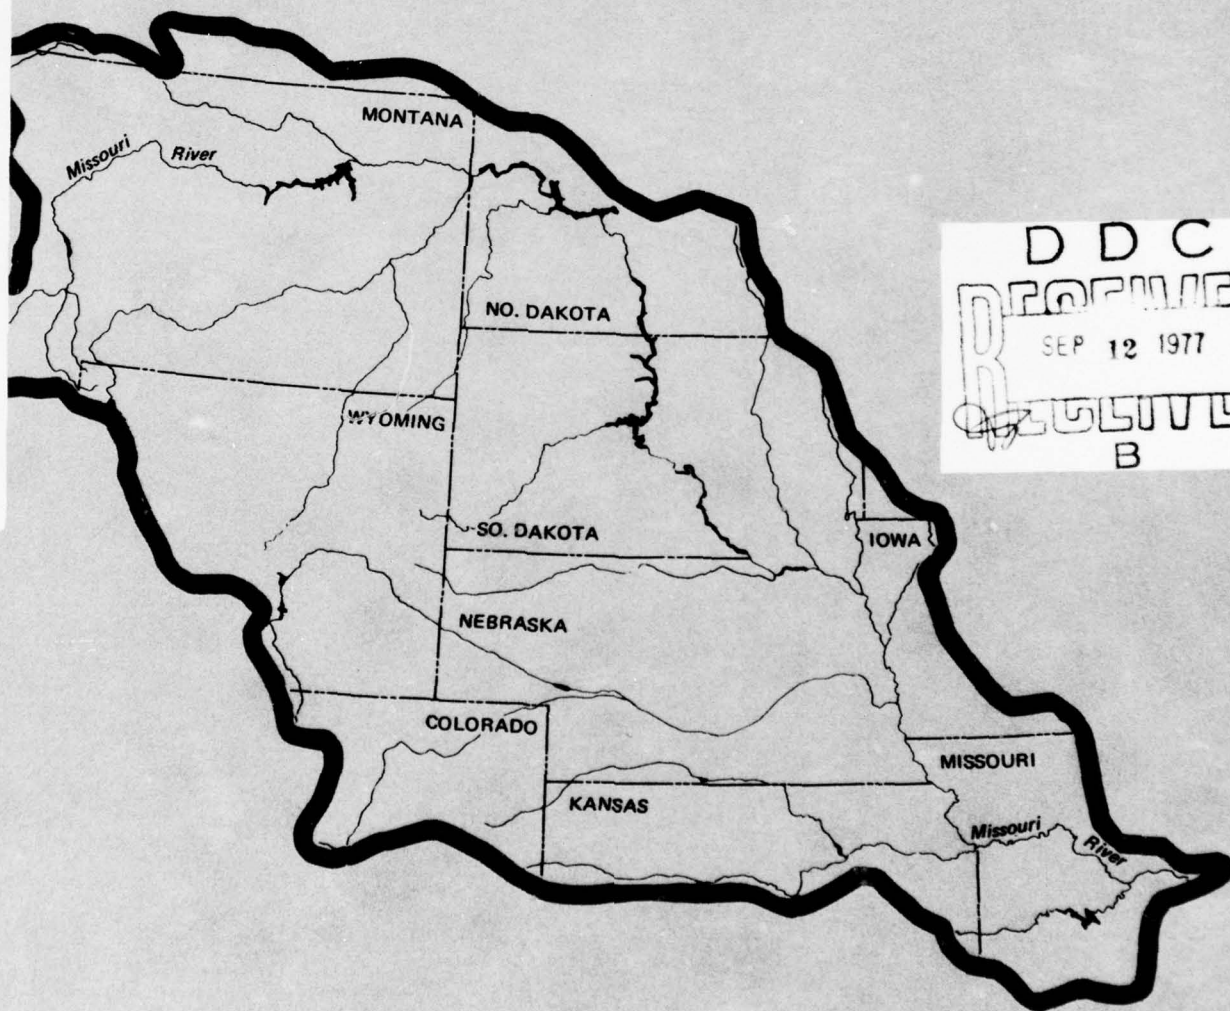 MONTANA
Missouri River
D D C
NO. DAKOTA
SEP 12 1977
WYOMING
B
SO. DAKOTA
IOWA
NEBRASKA
COLORADO
MISSOURI
KANSAS
Missouri River